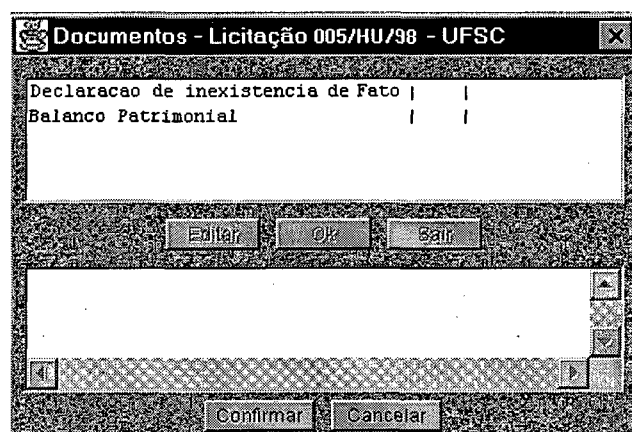 Documentos - Licitação 005/HU/98 - UFSC
Declaracao de inexistencia de Fato |   |
Balanco Patrimonial |   |
Editar Ok Sair
Confirmar Cancelar